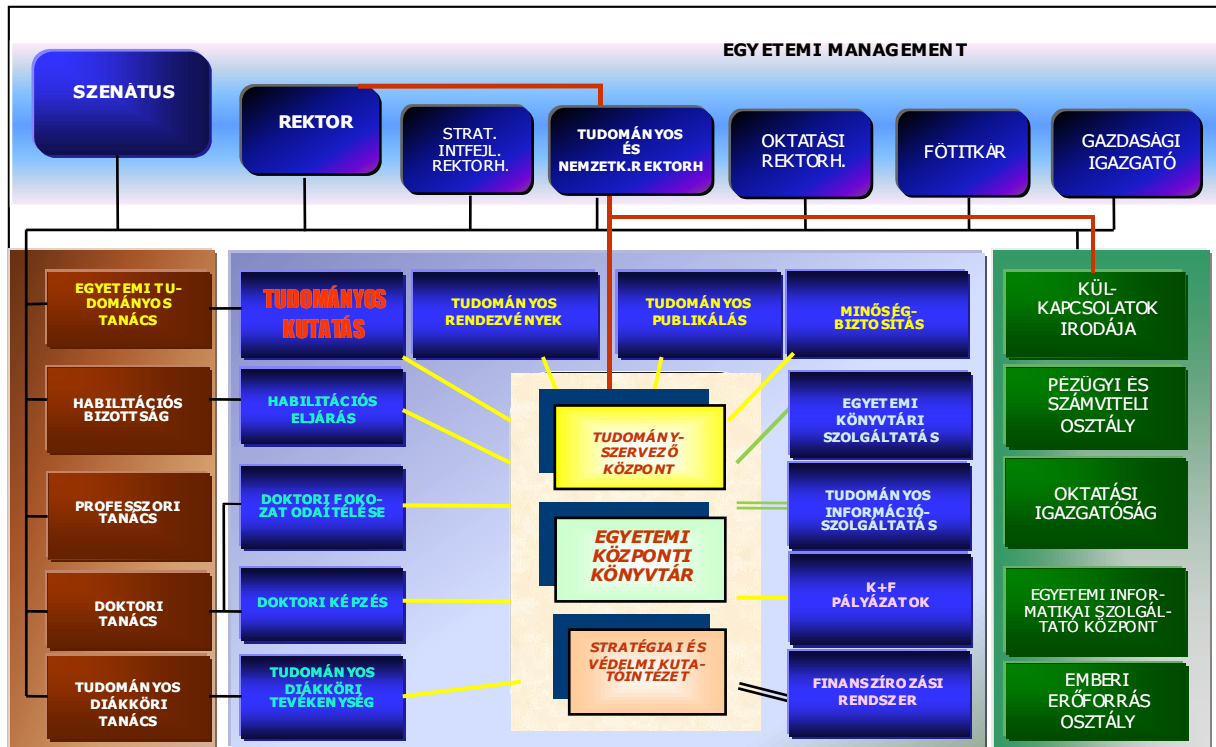 EGYETEMI MANAGEMENT
SZENÁTUS
REKTOR
STRAT.
INTFEJL.
REKTORH.
TUDOMÁNYOS
ÉS
NEMZETK.REKTORH
OKTATÁSI
REKTORH.
FŐTITKÁR
GAZDASÁGI
IGAZGATÓ
EGYETEMI TU-
DOMÁNYOS
TANÁCS
HABILITÁCIÓS
BIZOTTSÁG
PROFESSZORI
TANÁCS
DOKTORI
TANÁCS
TUDOMÁNYOS
DIÁKKÖRI
TANÁCS
TUDOMÁNYOS
KUTATÁS
TUDOMÁNYOS
RENDEZVÉNYEK
TUDOMÁNYOS
PUBLIKÁLÁS
MINŐSÉG-
BIZTOSÍTÁS
HABILITÁCIÓS
ELJÁRÁS
DOKTORI FOKO-
ZAT ODAÍTÉLÉSE
DOKTORI KÉPZÉS
TUDOMÁNYOS
DIÁKKÖRI
TEVÉKENYSÉG
TUDOMÁNY-
SZERVEZŐ
KÖZPONT
EGYETEMI
KÖZPONTI
KÖNYVTÁR
STRATÉGIAI ÉS
VÉDELMI KUTA-
TÓINTÉZET
EGYETEMI
KÖNYVTÁRI
SZOLGÁLTATÁS
TUDOMÁNYOS
INFORMÁCIÓ-
SZOLGÁLTATÁS
K+F
PÁLYÁZATOK
FINANSZÍROZÁSI
RENDSZER
KÜL-
KAPCSOLATOK
IRODÁJA
PÉZÜGYI ÉS
SZÁMVITELI
OSZTÁLY
OKTATÁSI
IGAZGATÓSÁG
EGYETEMI INFOR-
MATIKAI SZOLGÁL-
TATÓ KÖZPONT
EMBERI
ERŐFORRÁS
OSZTÁLY